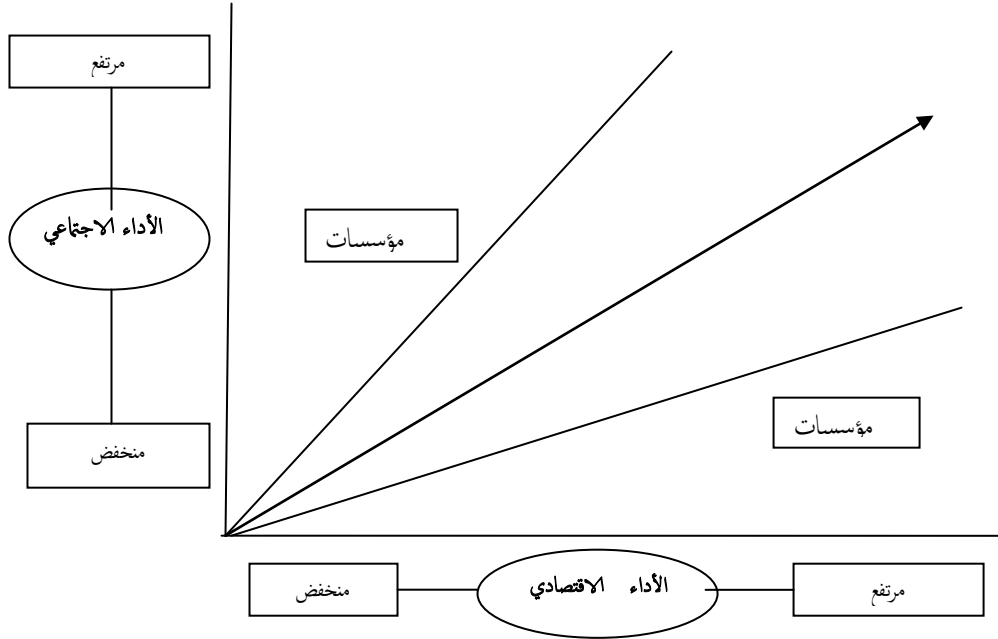 مرتفع
الأداء الاجتماعي
مؤسسات
مؤسسات
منخفض
مرتفع
الأداء الاقتصادي
منخفض